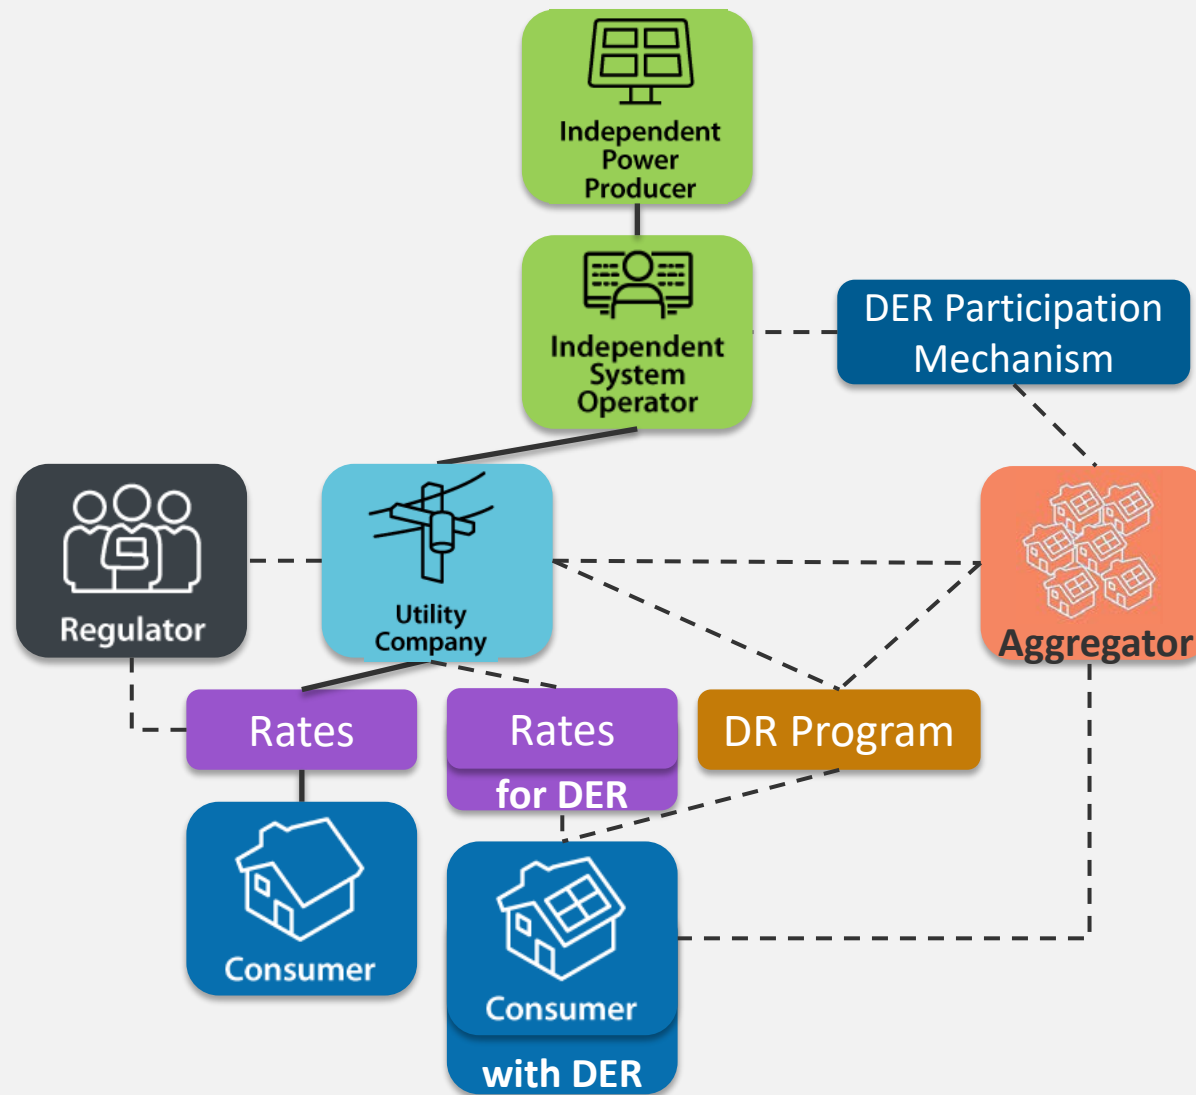 Independent
Power
Producer
Independent
System
Operator
DER Participation
Mechanism
Regulator
Utility
Company
Aggregator
Rates
Rates
for DER
DR Program
Consumer
Consumer
with DER